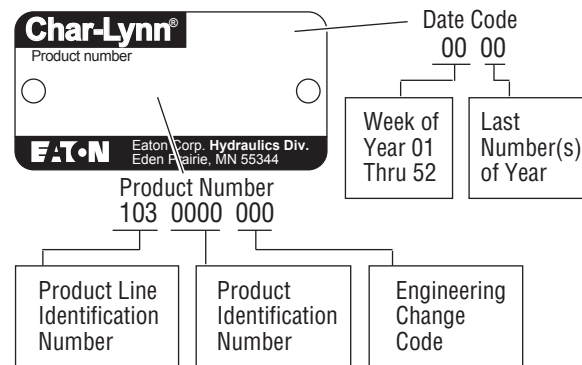 Char-Lynn®
Product number
EATON Eaton Corp. Hydraulics Div.
Eden Prairie, MN 55344
Date Code
00 00
Week of
Year 01
Thru 52
Last
Number(s)
of Year
Product Number
103 0000 000
Product Line
Identification
Number
Product
Identification
Number
Engineering
Change
Code